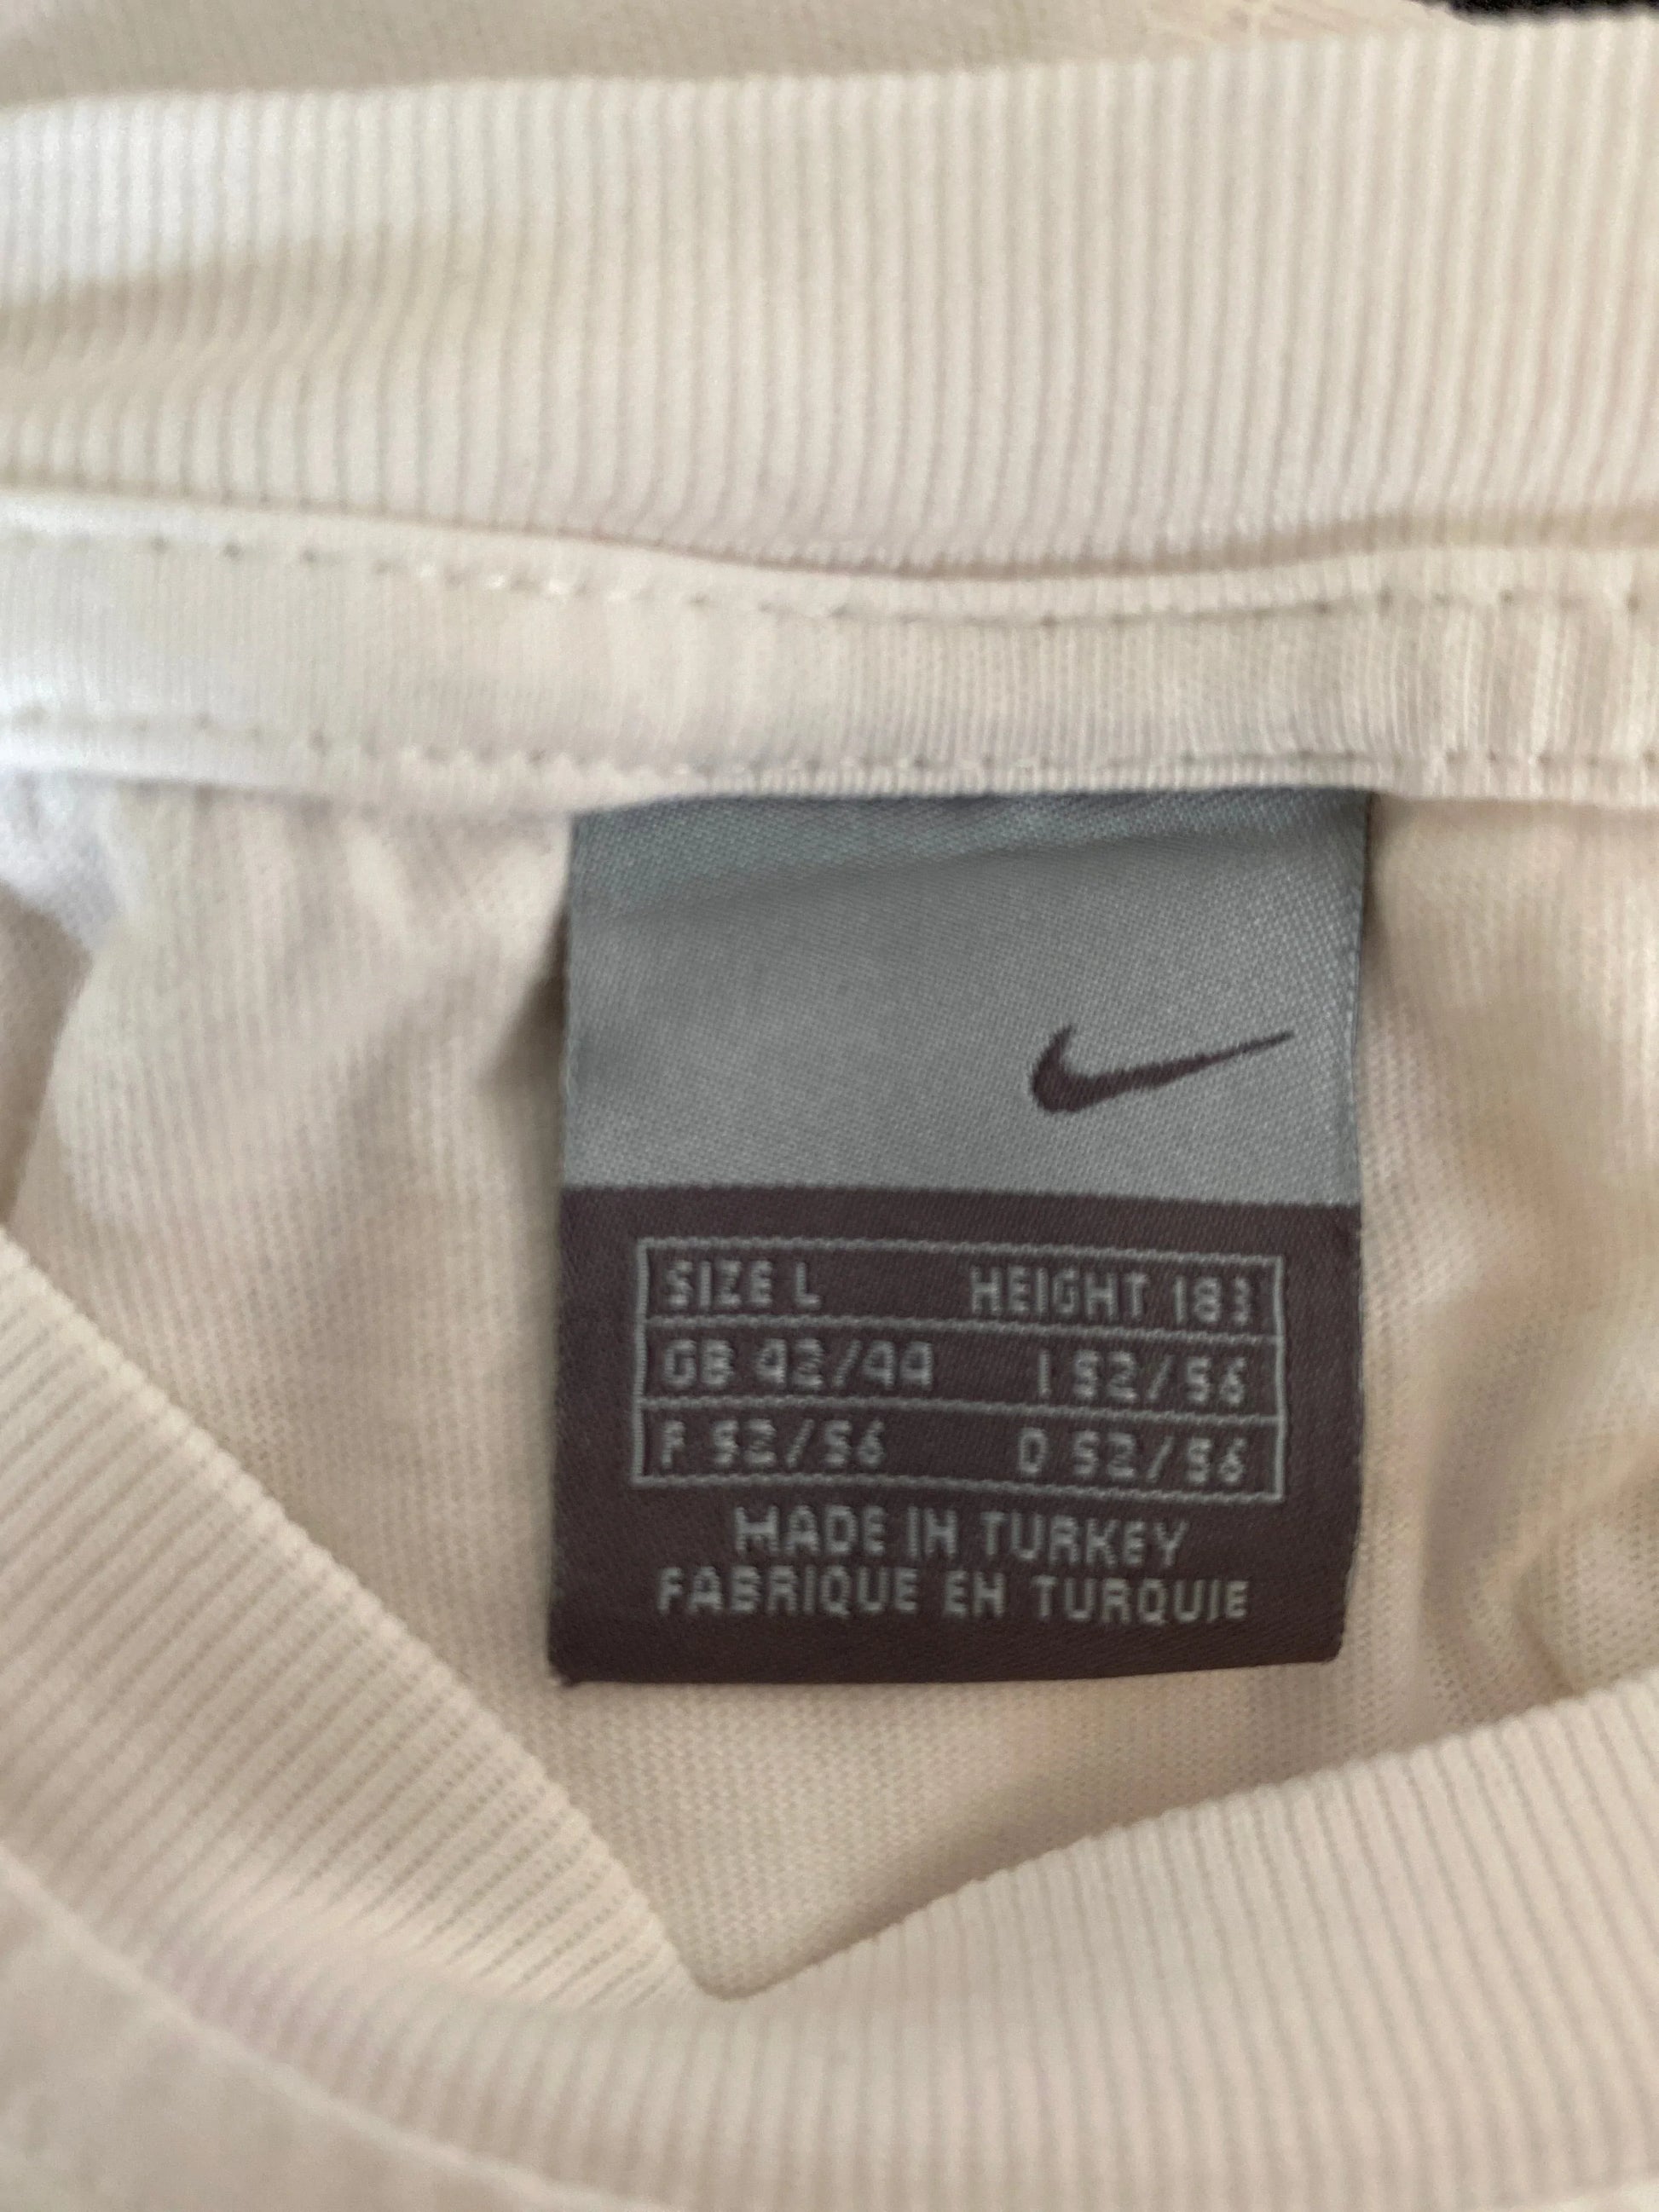 SIZE L HEIGHT 183
GB 42/44 I 52/56
F 52/56 D 52/56
MADE IN TURKEY
FABRIQUE EN TURQUIE